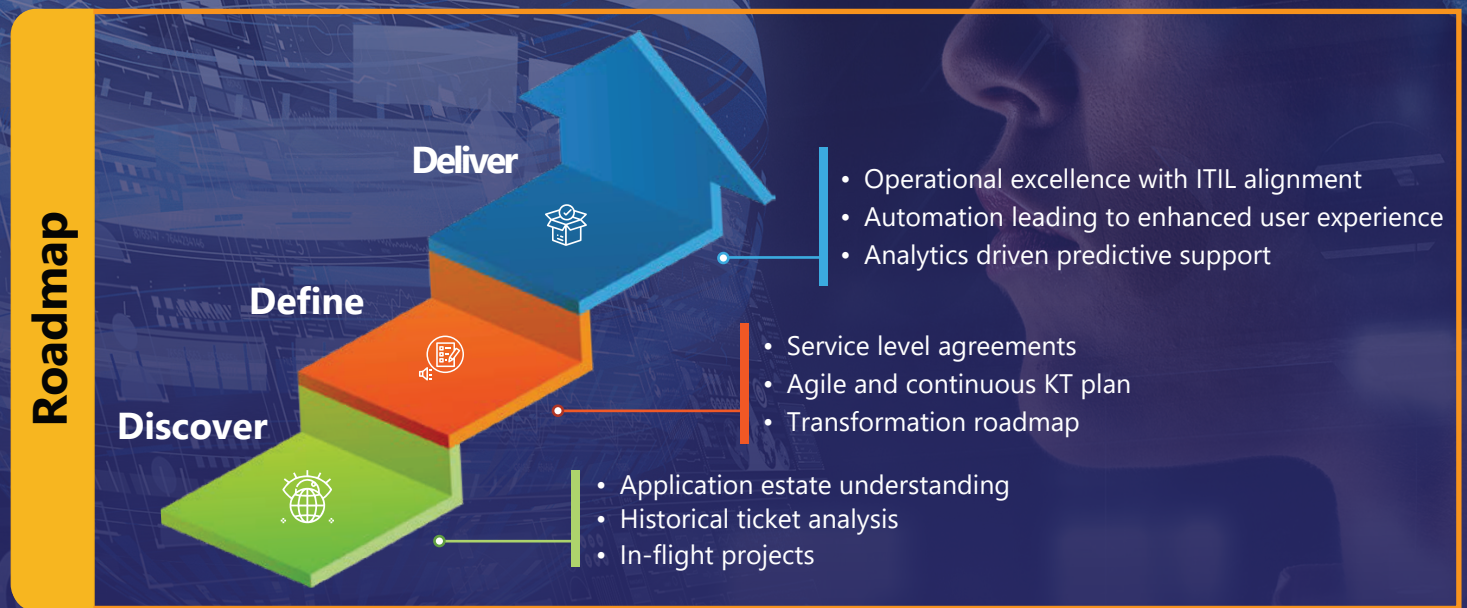 Roadmap
Deliver
• Operational excellence with ITIL alignment
• Automation leading to enhanced user experience
• Analytics driven predictive support
Define
• Service level agreements
• Agile and continuous KT plan
• Transformation roadmap
Discover
• Application estate understanding
• Historical ticket analysis
• In-flight projects